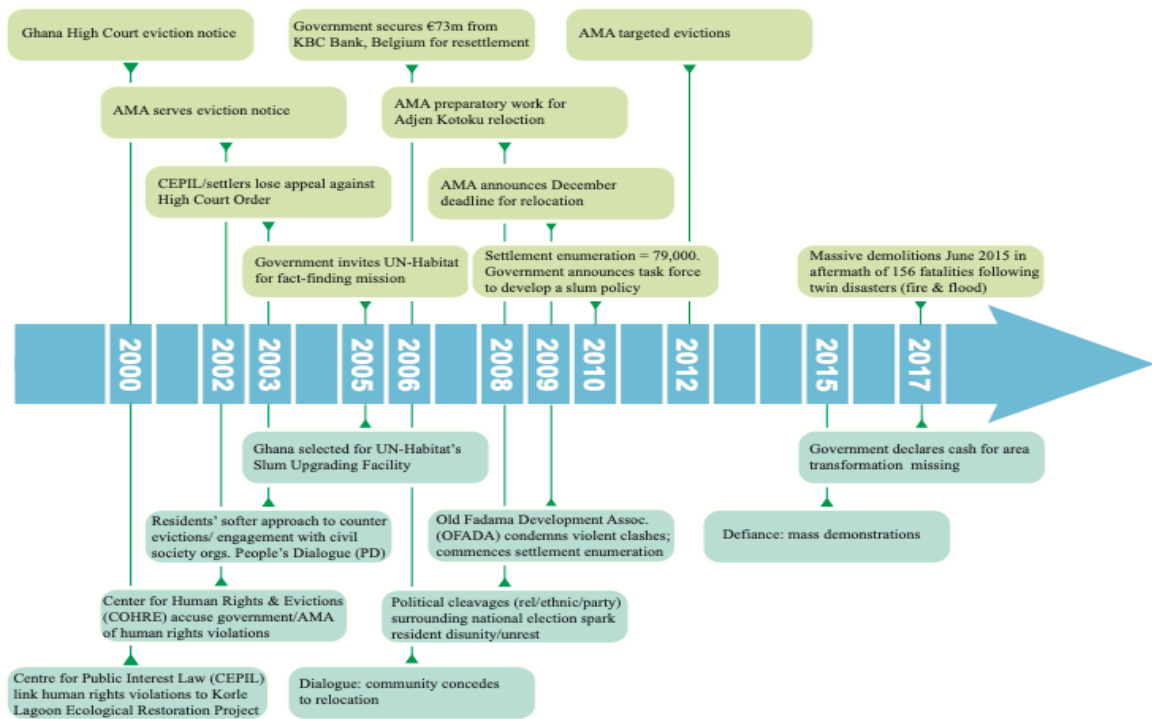 Ghana High Court eviction notice
Government secures €73m from
KBC Bank, Belgium for resettlement
AMA targeted evictions
AMA serves eviction notice
AMA preparatory work for
Adjen Kotoku reloction
CEPIL/settlers lose appeal against
High Court Order
AMA announces December
deadline for relocation
Government invites UN-Habitat
for fact-finding mission
Settlement enumeration = 79,000.
Government announces task force
to develop a slum policy
Massive demolitions June 2015 in
aftermath of 156 fatalities following
twin disasters (fire & flood)
2000
2002
2003
2005
2006
2008
2009
2010
2012
2015
2017
Ghana selected for UN-Habitat's
Slum Upgrading Facility
Government declares cash for area
transformation missing
Residents' softer approach to counter
evictions/ engagement with civil
society orgs. People's Dialogue (PD)
Old Fadama Development Assoc.
(OFADA) condemns violent clashes;
commences settlement enumeration
Defiance: mass demonstrations
Center for Human Rights & Evictions
(COHRE) accuse government/AMA
of human rights violations
Political cleavages (rel/ethnic/party)
surrounding national election spark
resident disunity/unrest
Centre for Public Interest Law (CEPIL)
link human rights violations to Korle
Lagoon Ecological Restoration Project
Dialogue: community concedes
to relocation